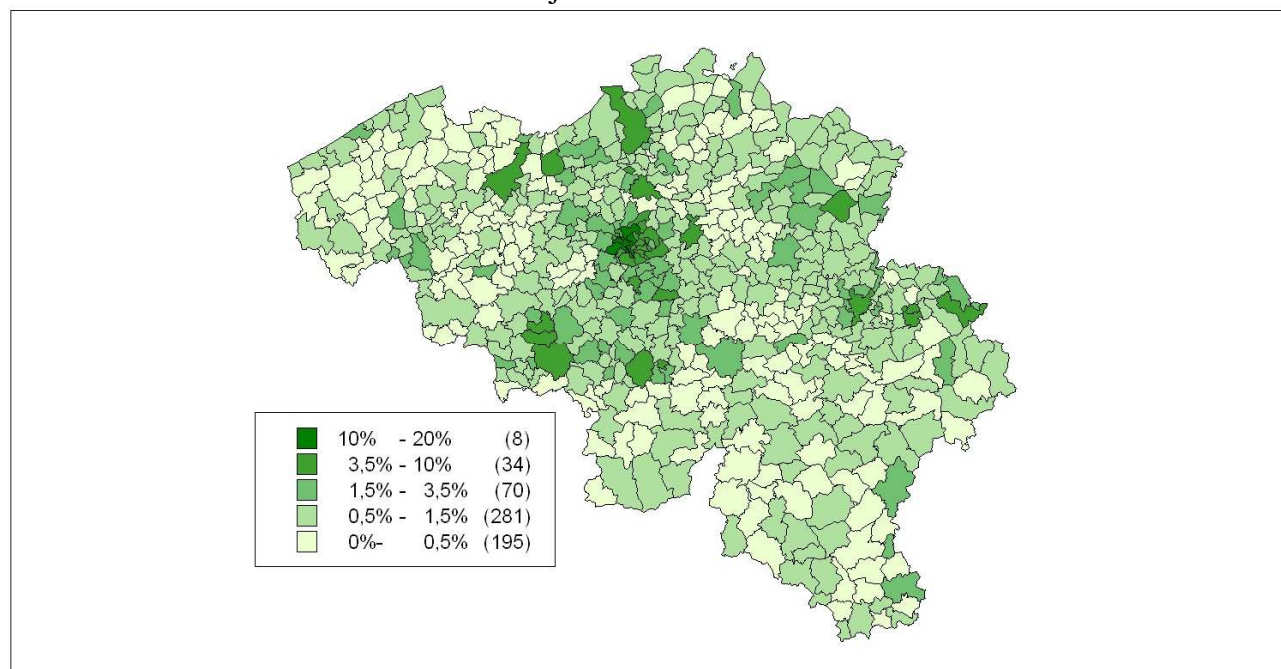 10% - 20% (8)
3,5% - 10% (34)
1,5% - 3,5% (70)
0,5% - 1,5% (281)
0%- 0,5% (195)